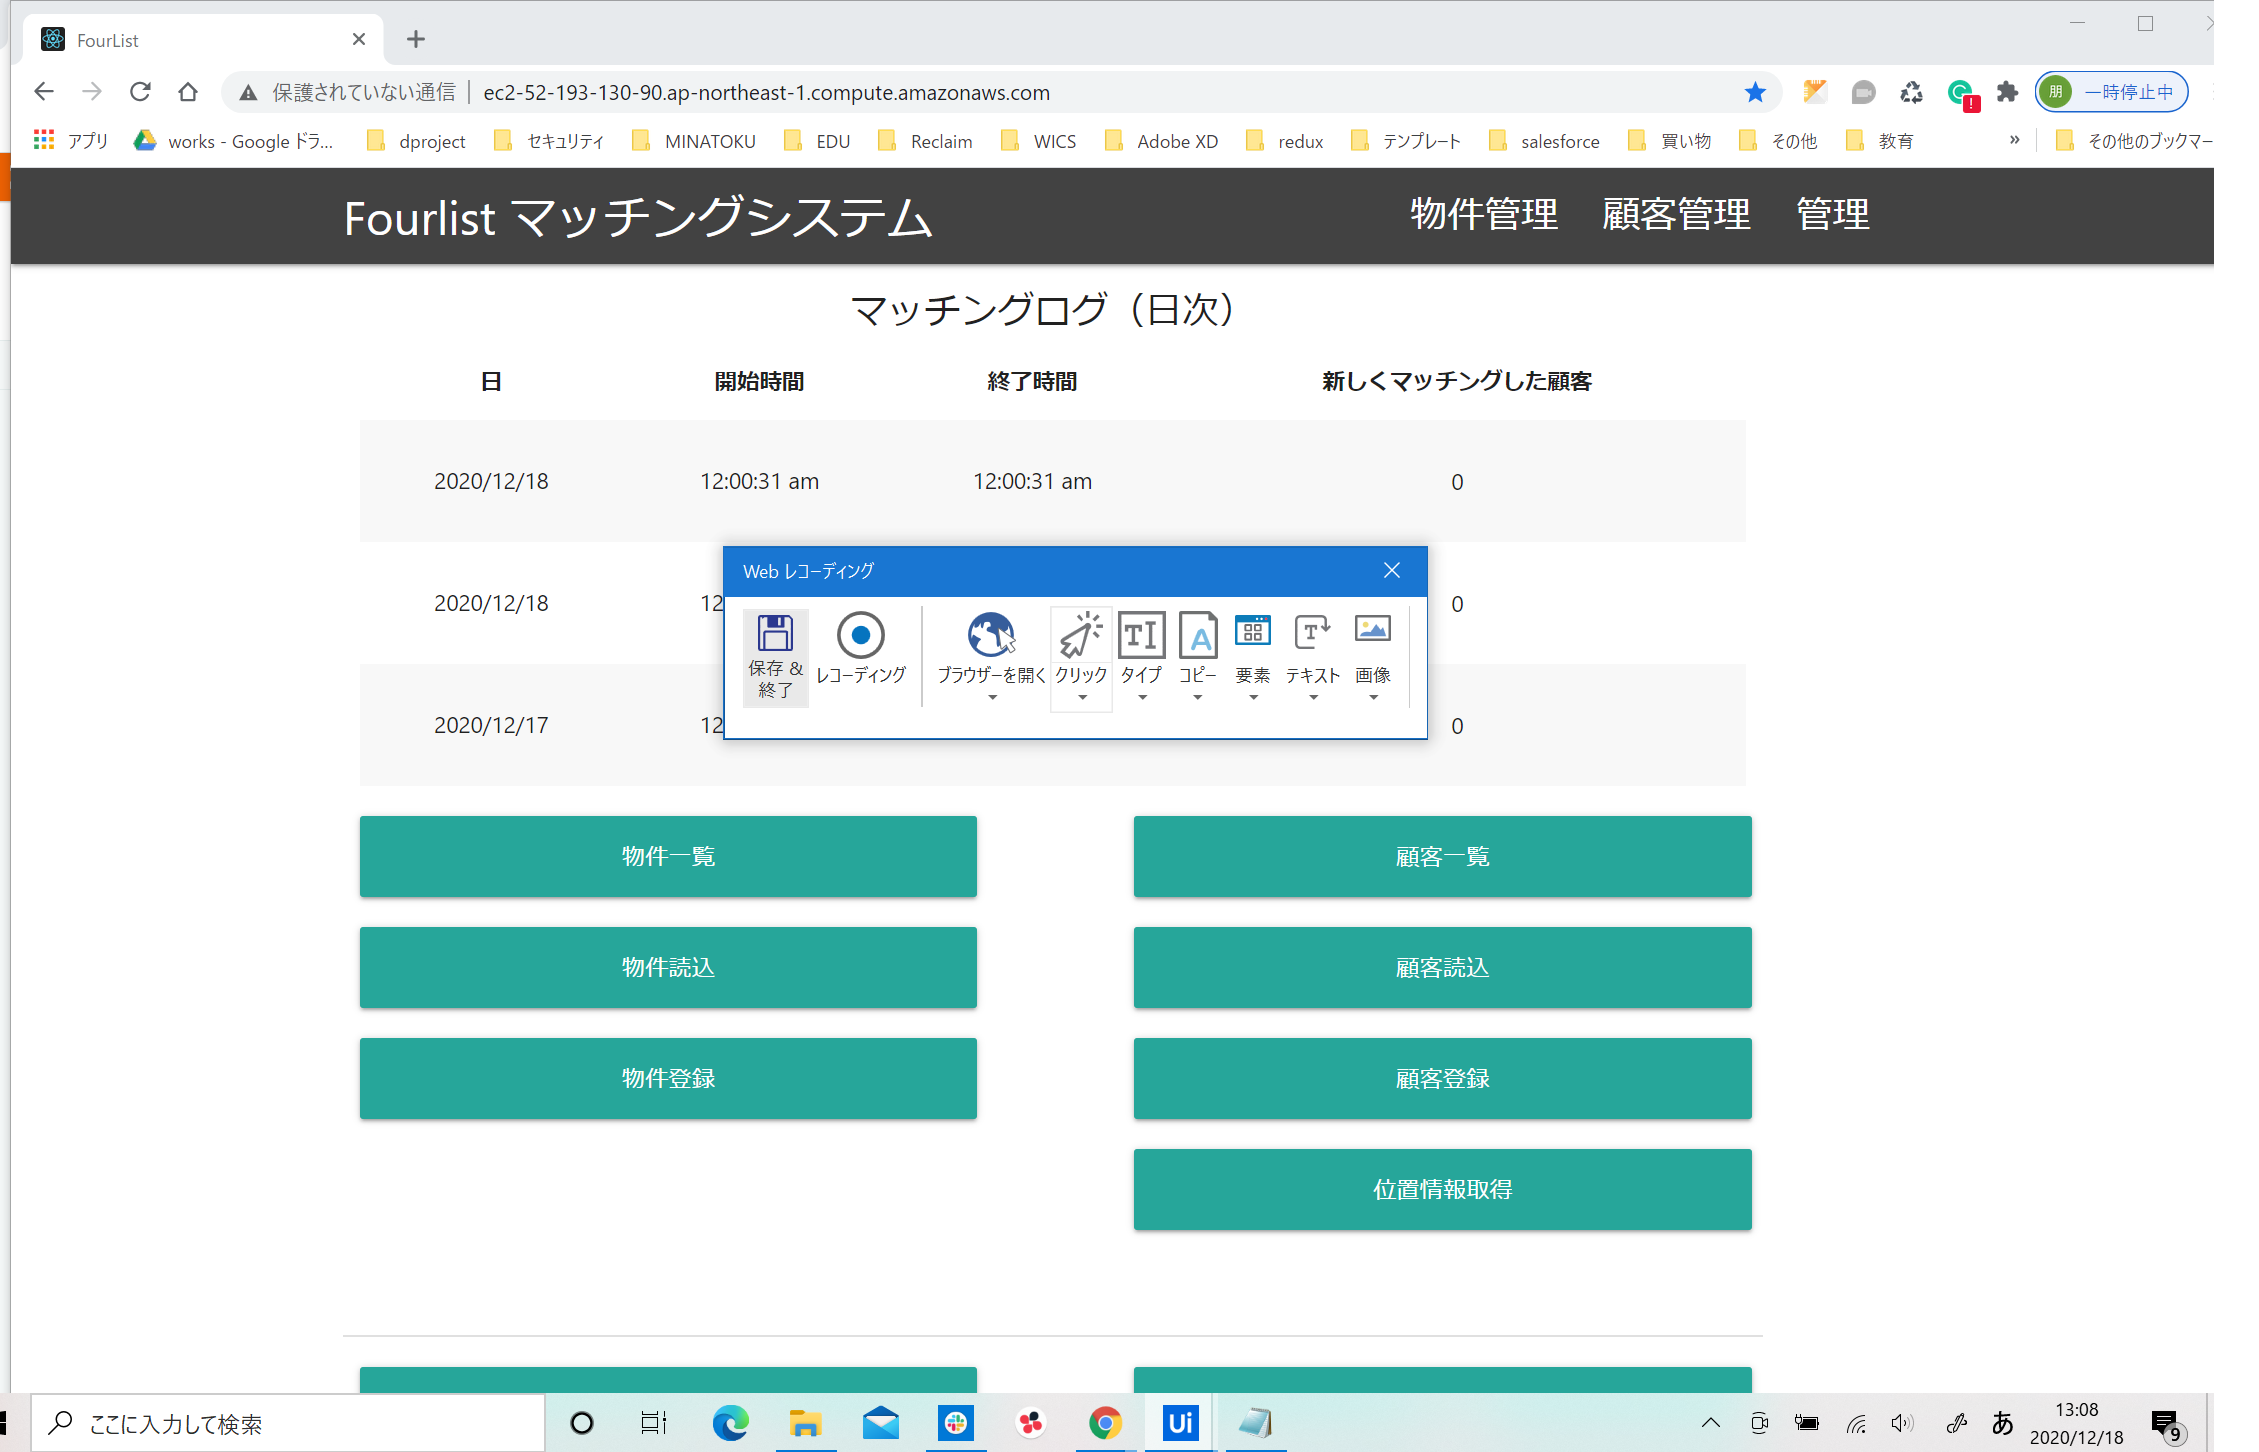 FourList
保護されていない通信 ec2-52-193-130-90.ap-northeast-1.compute.amazonaws.com
朋 一時停止中
アプリ works - Google ドラ... dproject セキュリティ MINATOKU EDU Reclaim WICS Adobe XD redux テンプレート salesforce 買い物 その他 教育 » その他のブックマー
Fourlist マッチングシステム 物件管理 顧客管理 管理
マッチングログ（日次）
日 開始時間 終了時間 新しくマッチングした顧客
2020/12/18 12:00:31 am 12:00:31 am 0
Web レコーディング
2020/12/18 12 0
保存 & 終了 レコーディング ブラウザーを開く クリック タイプ コピー 要素 テキスト 画像
2020/12/17 12 0
物件一覧 顧客一覧
物件読込 顧客読込
物件登録 顧客登録
位置情報取得
ここに入力して検索
Ui
あ
13:08
2020/12/18
9